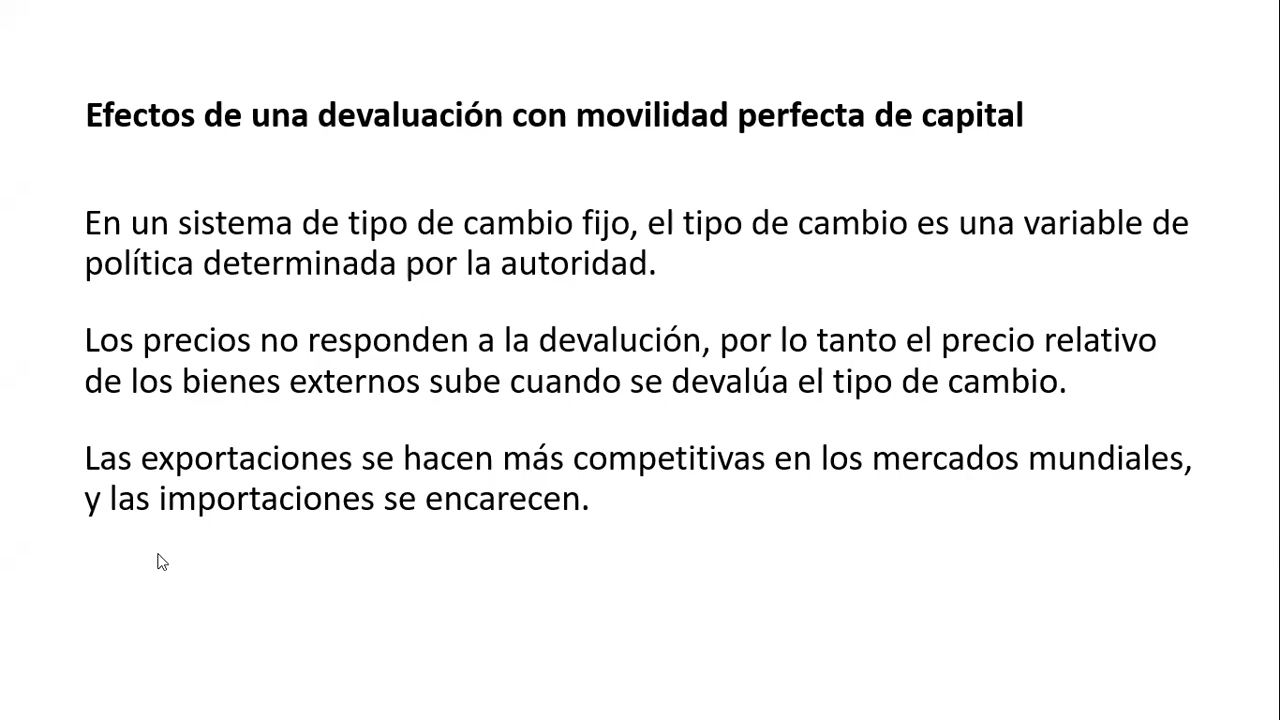 Efectos de una devaluación con movilidad perfecta de capital
En un sistema de tipo de cambio fijo, el tipo de cambio es una variable de
política determinada por la autoridad.
Los precios no responden a la devalución, por lo tanto el precio relativo
de los bienes externos sube cuando se devalúa el tipo de cambio.
Las exportaciones se hacen más competitivas en los mercados mundiales,
y las importaciones se encarecen.